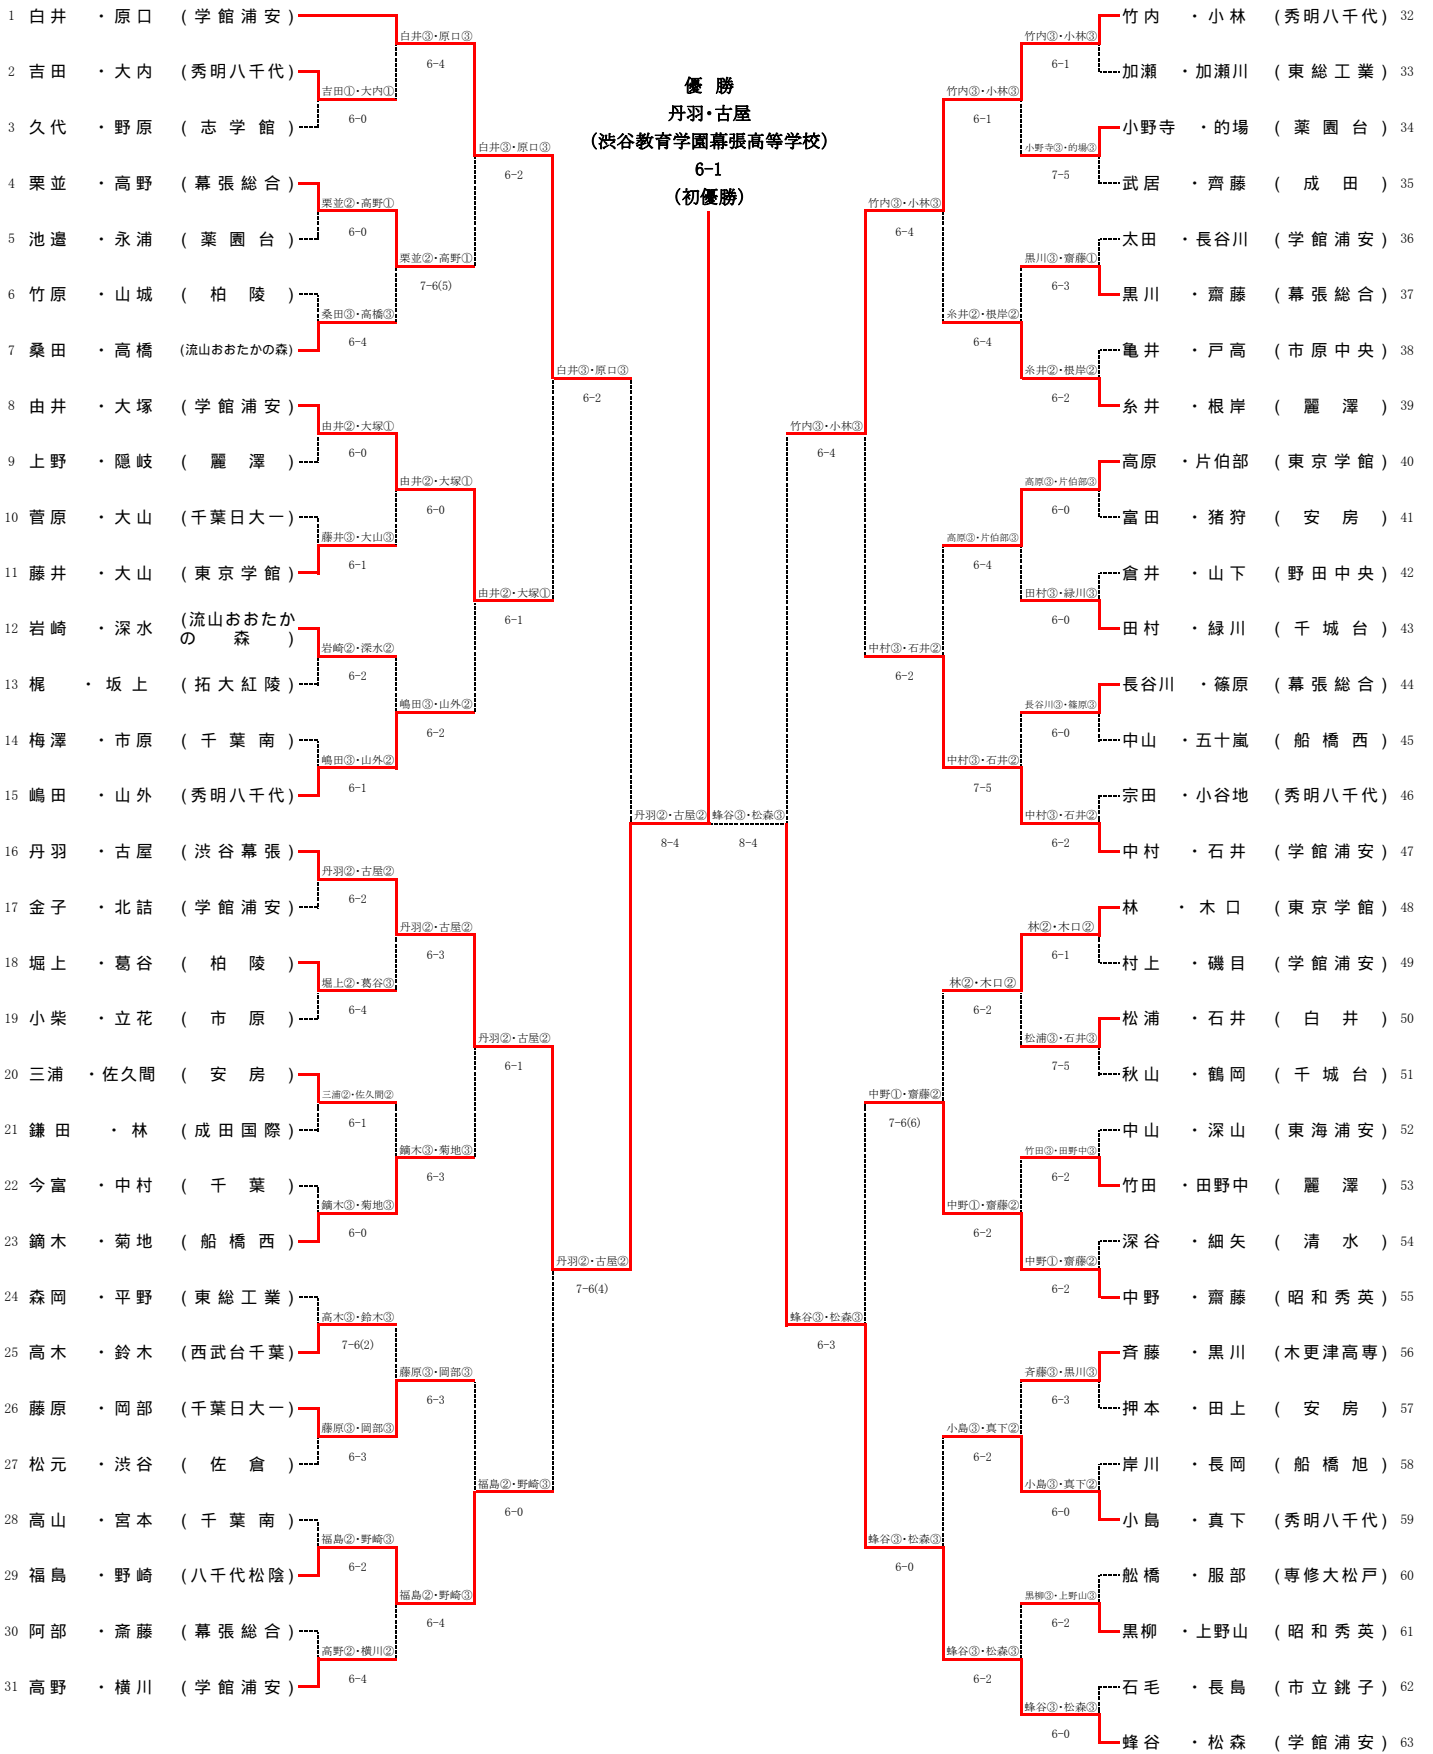 1 白井 ・原口 (学館浦安)
2 吉田 ・大内 (秀明八千代)
3 久代 ・野原 (志学館)
4 栗並 ・高野 (幕張総合)
5 池邉 ・永浦 (薬園台)
6 竹原 ・山城 (柏陵)
7 桑田 ・高橋 (流山おおたかの森)
8 由井 ・大塚 (学館浦安)
9 上野 ・隠岐 (麗澤)
10 菅原 ・大山 (千葉日大一)
11 藤井 ・大山 (東京学館)
12 岩崎 ・深水 (流山おおたか
の森)
13 梶 ・坂上 (拓大紅陵)
14 梅澤 ・市原 (千葉南)
15 嶋田 ・山外 (秀明八千代)
16 丹羽 ・古屋 (渋谷幕張)
17 金子 ・北詰 (学館浦安)
18 堀上 ・葛谷 (柏陵)
19 小柴 ・立花 (市原)
20 三浦 ・佐久間 (安房)
21 鎌田 ・林 (成田国際)
22 今富 ・中村 (千葉)
23 鏑木 ・菊地 (船橋西)
24 森岡 ・平野 (東総工業)
25 高木 ・鈴木 (西武台千葉)
26 藤原 ・岡部 (千葉日大一)
27 松元 ・渋谷 (佐倉)
28 高山 ・宮本 (千葉南)
29 福島 ・野崎 (八千代松陰)
30 阿部 ・斎藤 (幕張総合)
31 高野 ・横川 (学館浦安)
吉田①・大内①
6-0
栗並②・高野①
6-0
桑田③・高橋③
6-4
由井②・大塚①
6-0
藤井③・大山③
6-1
岩崎②・深水②
6-2
嶋田③・山外②
6-1
丹羽②・古屋②
6-2
堀上②・葛谷③
6-4
三浦②・佐久間②
6-1
鏑木③・菊地③
6-0
高木③・鈴木③
7-6(2)
藤原③・岡部③
6-3
福島②・野崎③
6-2
高野②・横川②
6-4
白井③・原口③
6-4
栗並②・高野①
7-6(5)
由井②・大塚①
6-0
嶋田③・山外②
6-2
丹羽②・古屋②
6-3
鏑木③・菊地③
6-3
藤原③・岡部③
6-3
福島②・野崎③
6-4
白井③・原口③
6-2
由井②・大塚①
6-1
丹羽②・古屋②
6-1
福島②・野崎③
6-0
白井③・原口③
6-2
丹羽②・古屋②
7-6(4)
丹羽②・古屋②
8-4
優 勝
丹羽・古屋
(渋谷教育学園幕張高等学校)
6-1
(初優勝)
蜂谷③・松森③
8-4
竹内③・小林③
6-4
蜂谷③・松森③
6-3
竹内③・小林③
6-4
中村③・石井②
6-2
中野①・齋藤②
7-6(6)
蜂谷③・松森③
6-0
竹内③・小林③
6-1
糸井②・根岸②
6-4
高原③・片伯部③
6-4
中村③・石井②
7-5
林②・木口②
6-2
中野①・齋藤②
6-2
小島③・真下②
6-2
蜂谷③・松森③
6-2
竹内③・小林③
6-1
小野寺③・的場③
7-5
黒川③・齋藤①
6-3
糸井②・根岸②
6-2
高原③・片伯部③
6-0
田村③・緑川③
6-0
長谷川③・篠原③
6-0
中村③・石井②
6-2
林②・木口②
6-1
松浦③・石井③
7-5
竹田③・田野中③
6-2
中野①・齋藤②
6-2
斉藤③・黒川③
6-3
小島③・真下②
6-0
黒柳③・上野山③
6-2
蜂谷③・松森③
6-0
竹内 ・小林 (秀明八千代) 32
加瀬 ・加瀬川 (東総工業) 33
小野寺 ・的場 (薬園台) 34
武居 ・齊藤 (成田) 35
太田 ・長谷川 (学館浦安) 36
黒川 ・齋藤 (幕張総合) 37
亀井 ・戸高 (市原中央) 38
糸井 ・根岸 (麗澤) 39
高原 ・片伯部 (東京学館) 40
富田 ・猪狩 (安房) 41
倉井 ・山下 (野田中央) 42
田村 ・緑川 (千城台) 43
長谷川 ・篠原 (幕張総合) 44
中山 ・五十嵐 (船橋西) 45
宗田 ・小谷地 (秀明八千代) 46
中村 ・石井 (学館浦安) 47
林 ・木口 (東京学館) 48
村上 ・磯目 (学館浦安) 49
松浦 ・石井 (白井) 50
秋山 ・鶴岡 (千城台) 51
中山 ・深山 (東海浦安) 52
竹田 ・田野中 (麗澤) 53
深谷 ・細矢 (清水) 54
中野 ・齋藤 (昭和秀英) 55
斉藤 ・黒川 (木更津高専) 56
押本 ・田上 (安房) 57
岸川 ・長岡 (船橋旭) 58
小島 ・真下 (秀明八千代) 59
舩橋 ・服部 (専修大松戸) 60
黒柳 ・上野山 (昭和秀英) 61
石毛 ・長島 (市立銚子) 62
蜂谷 ・松森 (学館浦安) 63